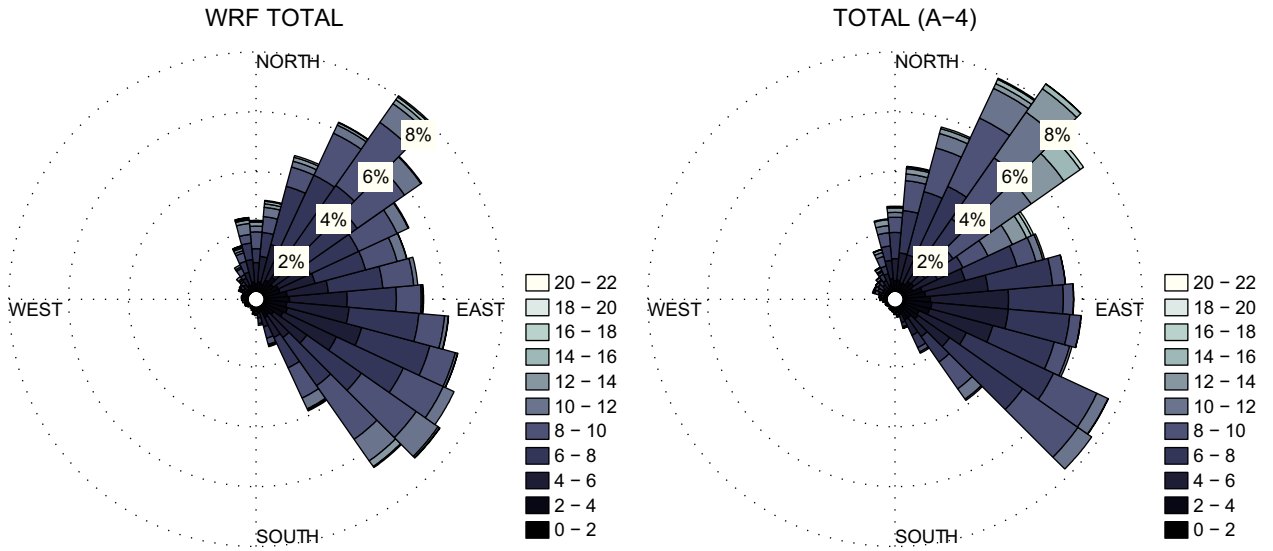 WRF TOTAL
NORTH
8%
6%
4%
2%
WEST
EAST
SOUTH
20 − 22
18 − 20
16 − 18
14 − 16
12 − 14
10 − 12
8 − 10
6 − 8
4 − 6
2 − 4
0 − 2
TOTAL (A−4)
NORTH
8%
6%
4%
2%
WEST
EAST
SOUTH
20 − 22
18 − 20
16 − 18
14 − 16
12 − 14
10 − 12
8 − 10
6 − 8
4 − 6
2 − 4
0 − 2